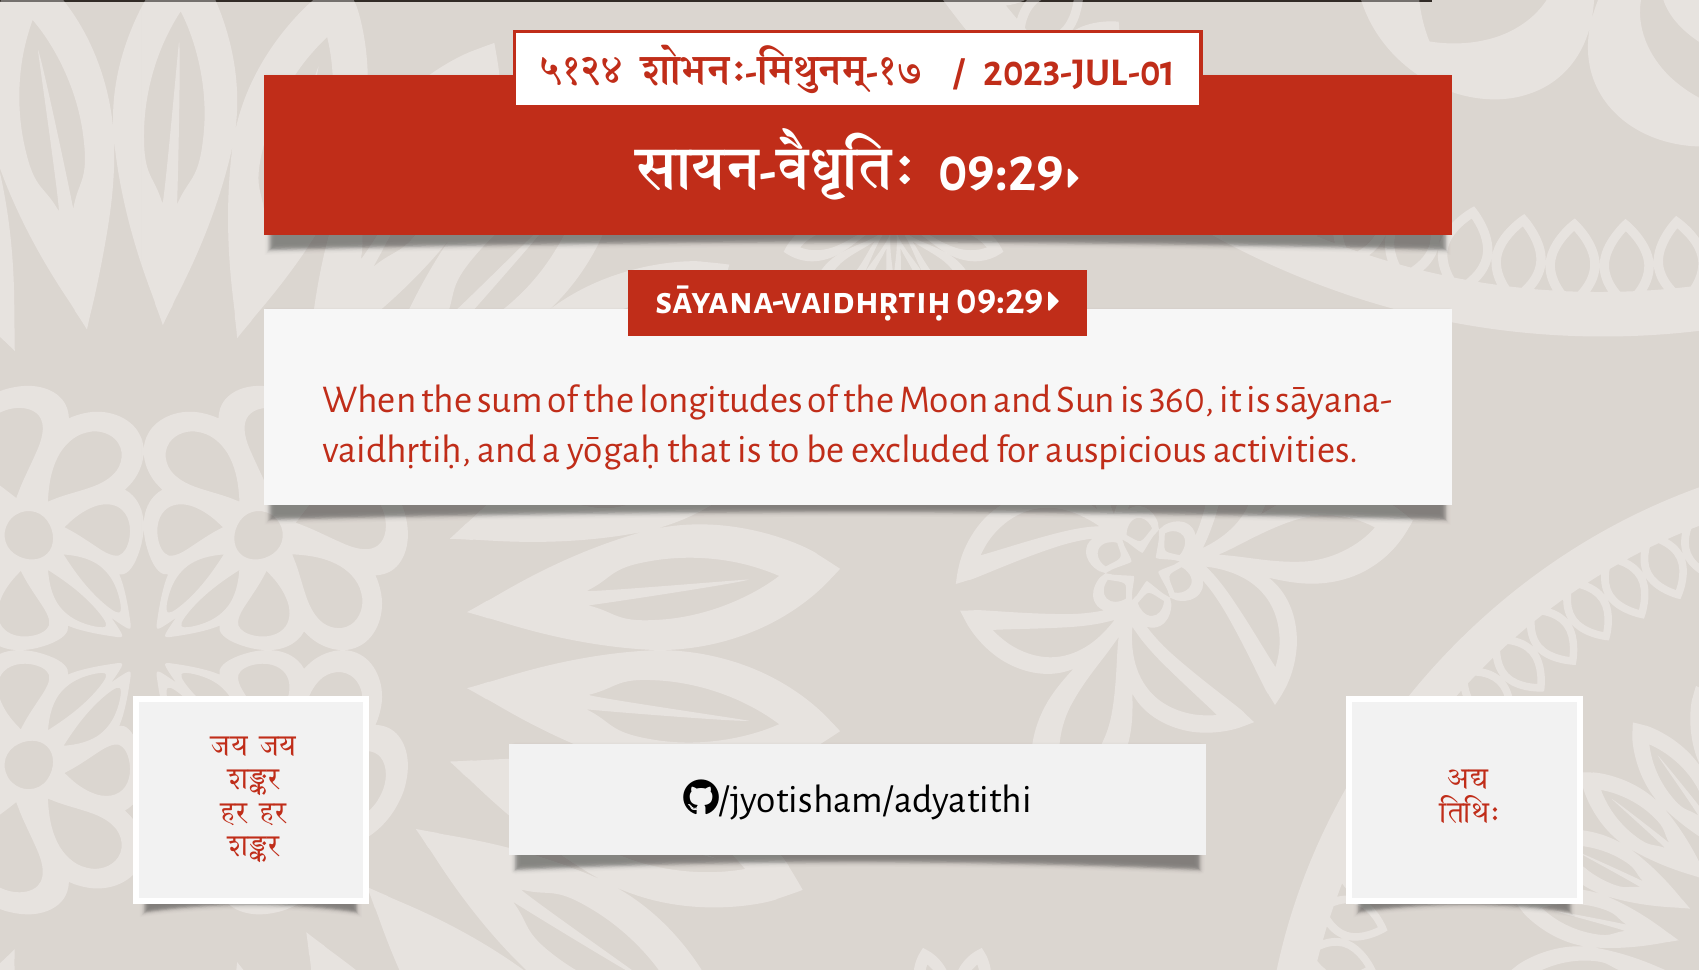 ५१२४ शोभनः-मिथुनम्-१७ / 2023-JUL-01
सायन-वैधृतिः 09:29▸
SĀYANA-VAIDHṚTIḤ 09:29▸
When the sum of the longitudes of the Moon and Sun is 360, it is sāyana-
vaidhṛtiḥ, and a yōgaḥ that is to be excluded for auspicious activities.
जय जय
शङ्कर
हर हर
शङ्कर
/jyotisham/adyatithi
अद्य
तिथिः